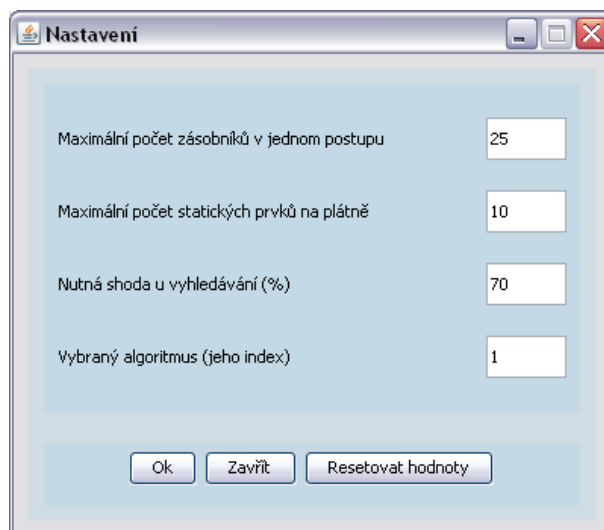 Nastavení
Maximální počet zásobníků v jednom postupu
25
Maximální počet statických prvků na plátně
10
Nutná shoda u vyhledávání (%)
70
Vybraný algoritmus (jeho index)
1
Ok Zavřít Resetovat hodnoty